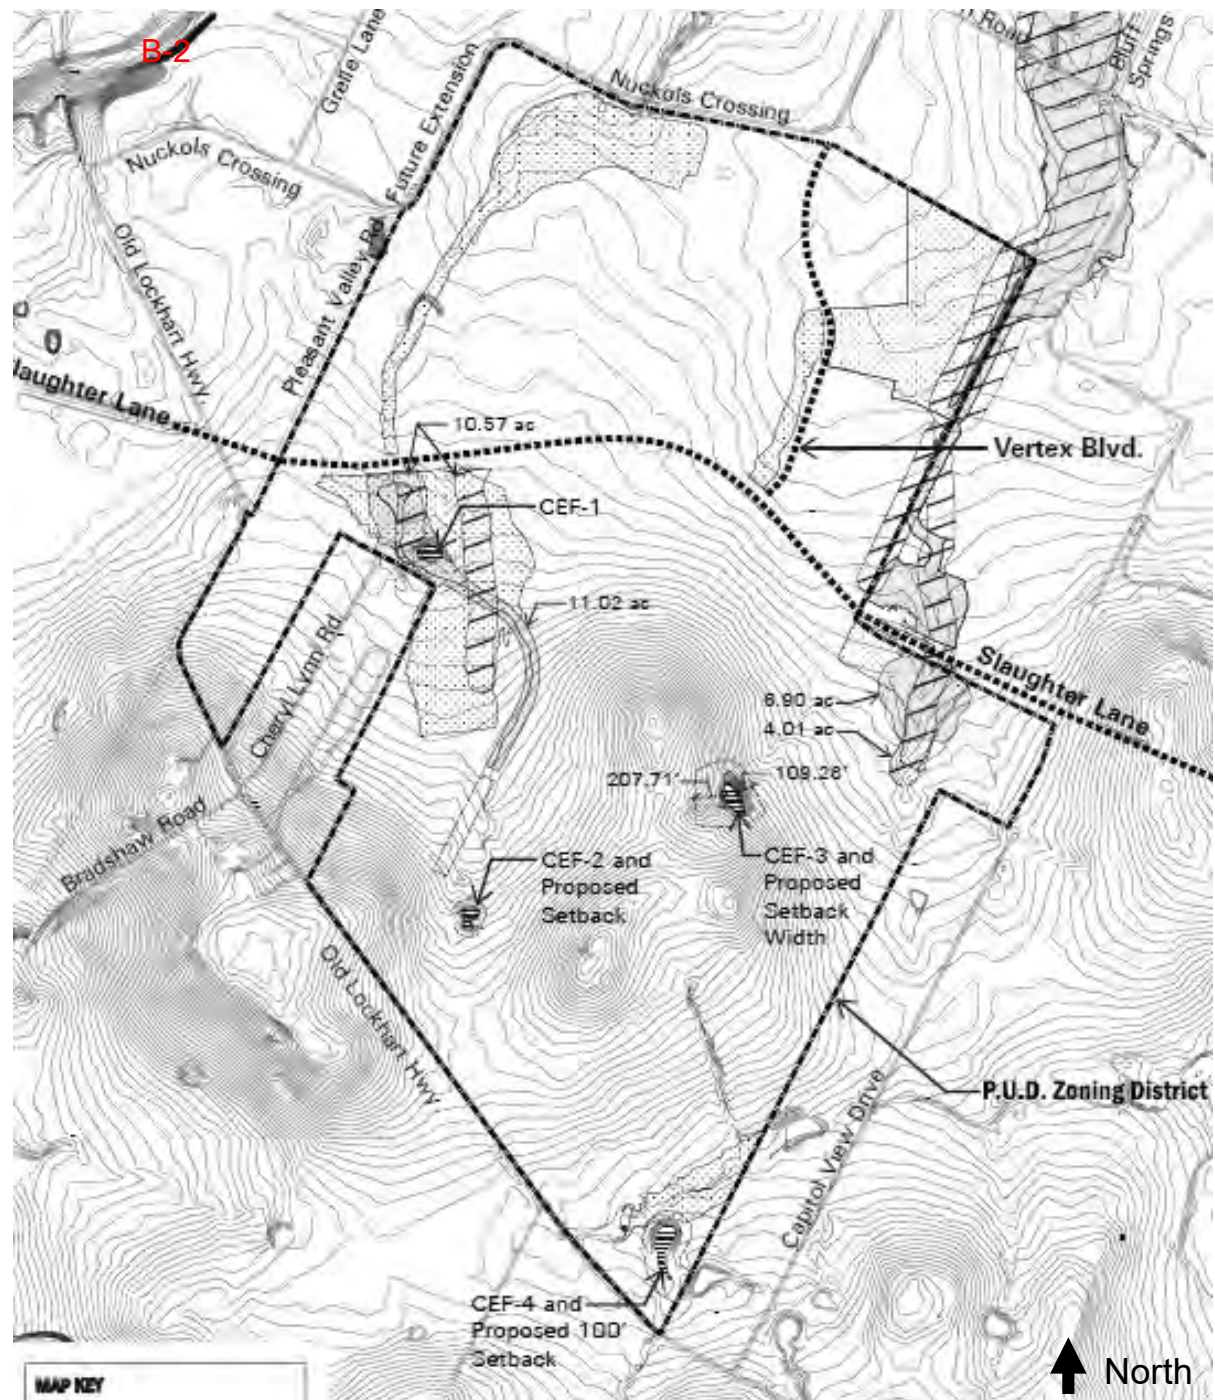 B-2
Grelle Lane
Future Extension
Nuckols Crossing
Road
Bluff
Springs
Nuckols Crossing
Old Lockhart Hwy
Pleasant Valley Rd
laughter Lane
10.57 ac
Vertex Blvd.
CEF-1
11.02 ac
Cheryl Lynn Rd
Slaughter Lane
6.90 ac
4.01 ac
207.71'
109.28'
Bradshaw Road
CEF-2 and
Proposed
Setback
CEF-3 and
Proposed
Setback
Width
Old Lockhart Hwy
P.U.D. Zoning District
Capitol View Drive
CEF-4 and
Proposed 100'
Setback
North
MAP KEY